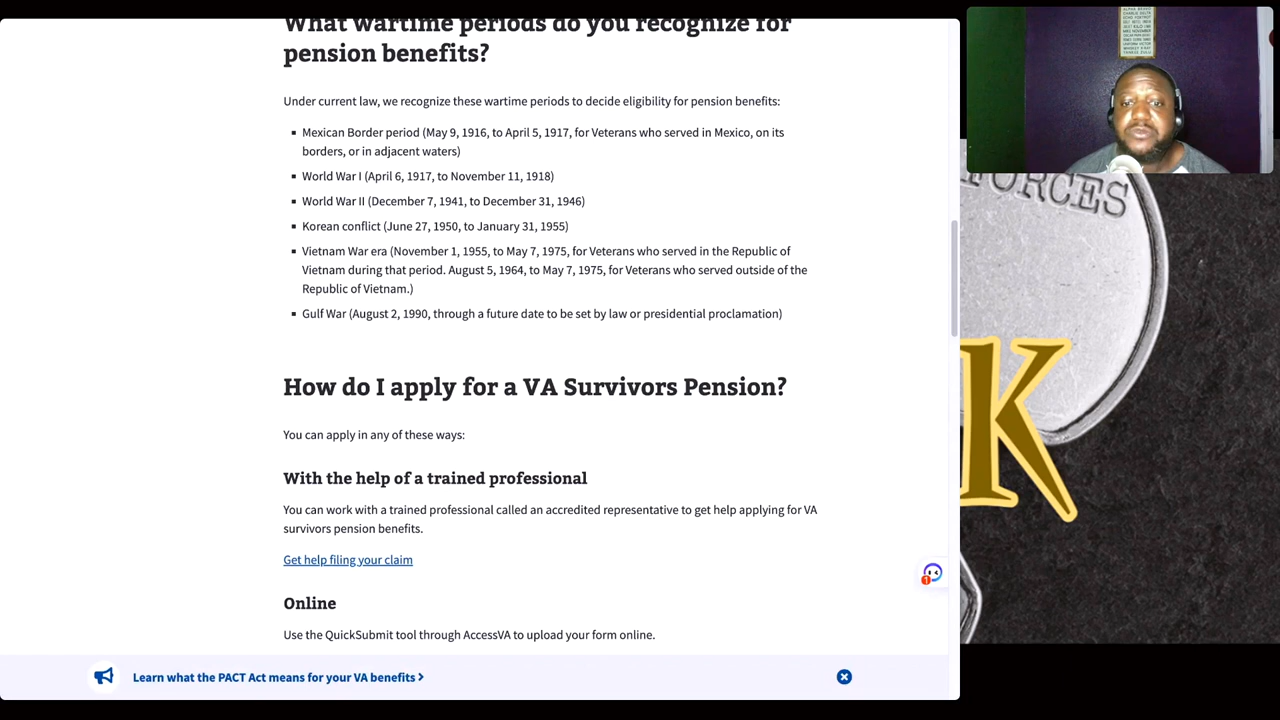 What wartime periods do you recognize for
pension benefits?
Under current law, we recognize these wartime periods to decide eligibility for pension benefits:
▪ Mexican Border period (May 9, 1916, to April 5, 1917, for Veterans who served in Mexico, on its
borders, or in adjacent waters)
▪ World War I (April 6, 1917, to November 11, 1918)
▪ World War II (December 7, 1941, to December 31, 1946)
▪ Korean conflict (June 27, 1950, to January 31, 1955)
▪ Vietnam War era (November 1, 1955, to May 7, 1975, for Veterans who served in the Republic of
Vietnam during that period. August 5, 1964, to May 7, 1975, for Veterans who served outside of the
Republic of Vietnam.)
▪ Gulf War (August 2, 1990, through a future date to be set by law or presidential proclamation)
How do I apply for a VA Survivors Pension?
You can apply in any of these ways:
With the help of a trained professional
You can work with a trained professional called an accredited representative to get help applying for VA
survivors pension benefits.
Get help filing your claim
1
Online
Use the QuickSubmit tool through AccessVA to upload your form online.
Learn what the PACT Act means for your VA benefits >
FORCES
K